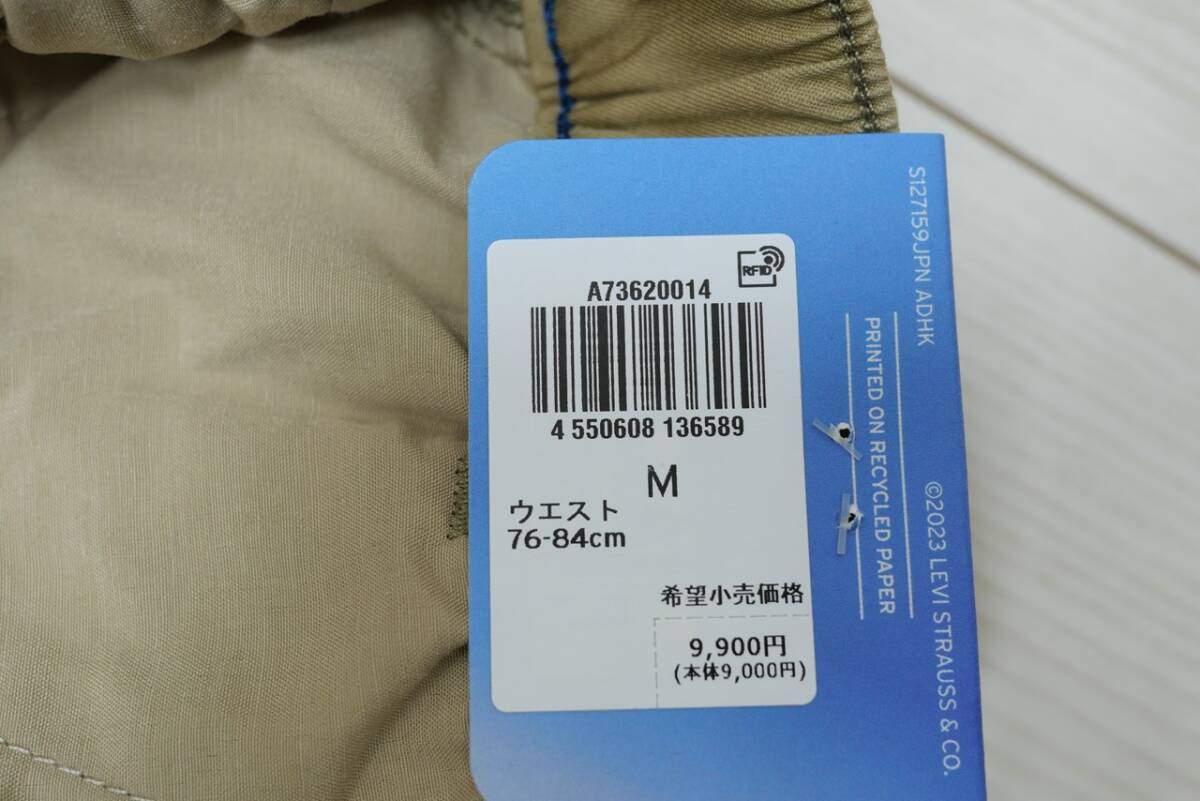 RFID
A73620014
4 550608 136589
M
ウエスト
76-84cm
希望小売価格
9,900円
(本体9,000円)
S127159JPN ADHK
PRINTED ON RECYCLED PAPER
©2023 LEVI STRAUSS & CO.